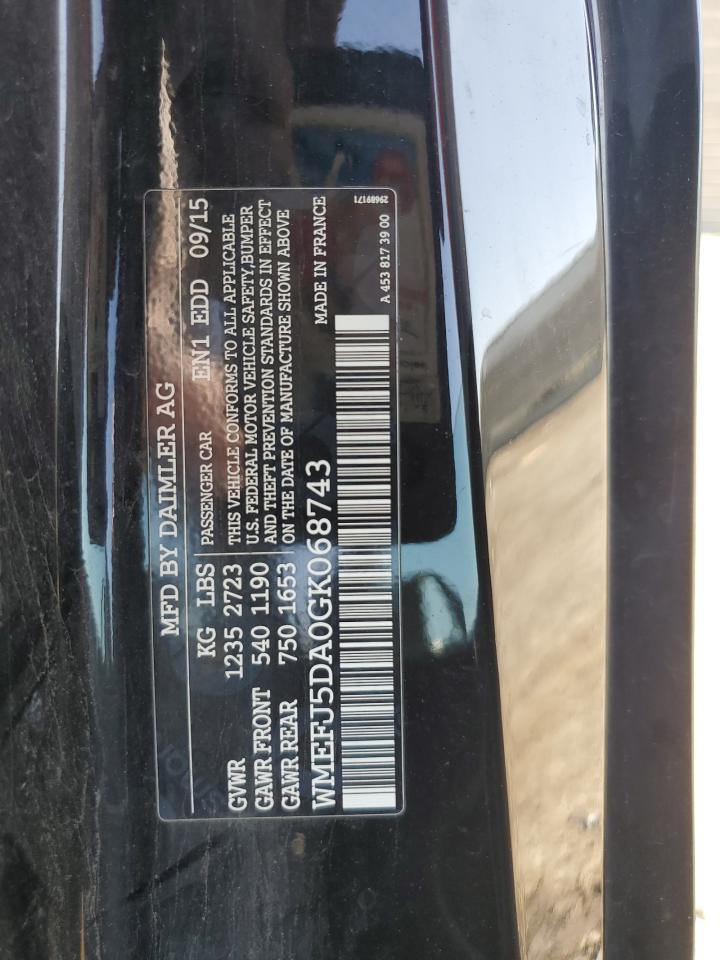 MFD BY DAIMLER AG
EN1 EDD 09/15
KG LBS
GVWR 1235 2723
GAWR FRONT 540 1190
GAWR REAR 750 1653
PASSENGER CAR
THIS VEHICLE CONFORMS TO ALL APPLICABLE
U.S. FEDERAL MOTOR VEHICLE SAFETY,BUMPER
AND THEFT PREVENTION STANDARDS IN EFFECT
ON THE DATE OF MANUFACTURE SHOWN ABOVE
WMEFJ5DA0GK068743 MADE IN FRANCE
29689171
A 453 817 39 00